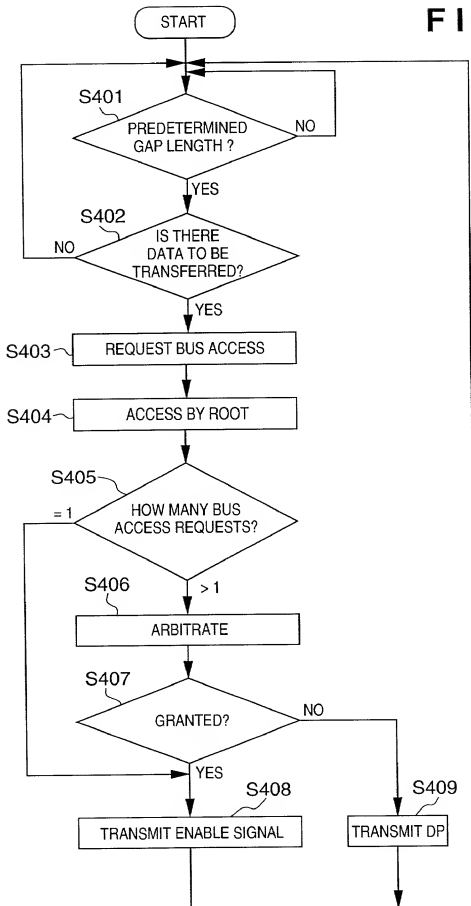 START
F I
S401
PREDETERMINED
GAP LENGTH ?
NO
YES
S402
IS THERE
DATA TO BE
TRANSFERRED?
NO
YES
S403
REQUEST BUS ACCESS
S404
ACCESS BY ROOT
S405
HOW MANY BUS
ACCESS REQUESTS?
= 1
> 1
S406
ARBITRATE
S407
GRANTED?
NO
YES
S408
TRANSMIT ENABLE SIGNAL
S409
TRANSMIT DP